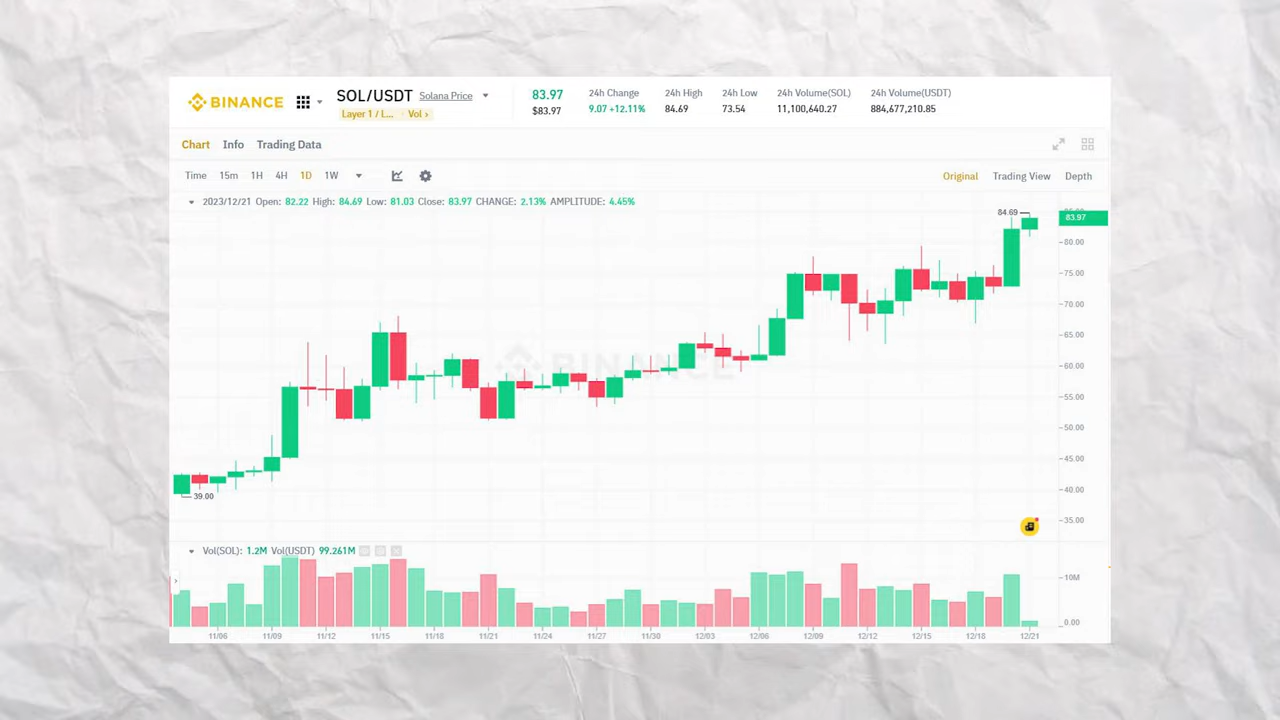 BINANCE
SOL/USDT Solana Price 83.97 24h Change 24h High 24h Low 24h Volume(SOL) 24h Volume(USDT)
Layer 1 / L... Vol › $83.97 9.07 +12.11% 84.69 73.54 11,100,640.27 884,677,210.85
Chart Info Trading Data
Time 15m 1H 4H 1D 1W Original Trading View Depth
2023/12/21 Open: 82.22 High: 84.69 Low: 81.03 Close: 83.97 CHANGE: 2.13% AMPLITUDE: 4.45%
84.69
83.97
80.00
75.00
70.00
65.00
60.00
BINANCE
55.00
50.00
45.00
40.00
39.00
35.00
Vol(SOL): 1.2M Vol(USDT) 99.261M
10M
0.00
11/06 11/09 11/12 11/15 11/18 11/21 11/24 11/27 11/30 12/03 12/06 12/09 12/12 12/15 12/18 12/21